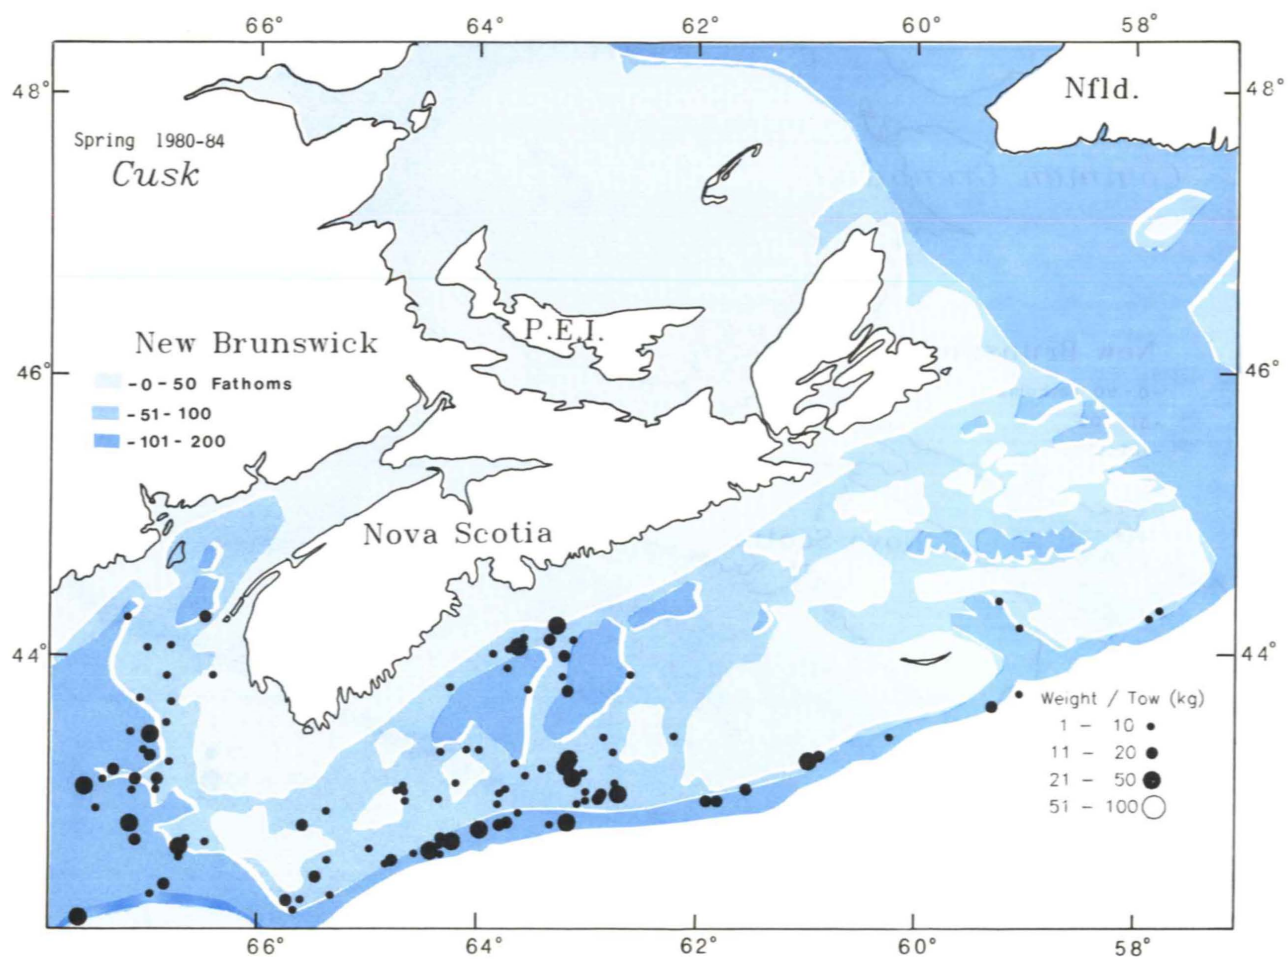 66° 64° 62° 60° 58°
48° 48°
Nfld.
Spring 1980-84
Cusk
P.E.I.
New Brunswick
46° 46°
-0-50 Fathoms
-51-100
-101-200
Nova Scotia
44° 44°
Weight / Tow (kg)
1 - 10
11 - 20
21 - 50
51 - 100
66° 64° 62° 60° 58°